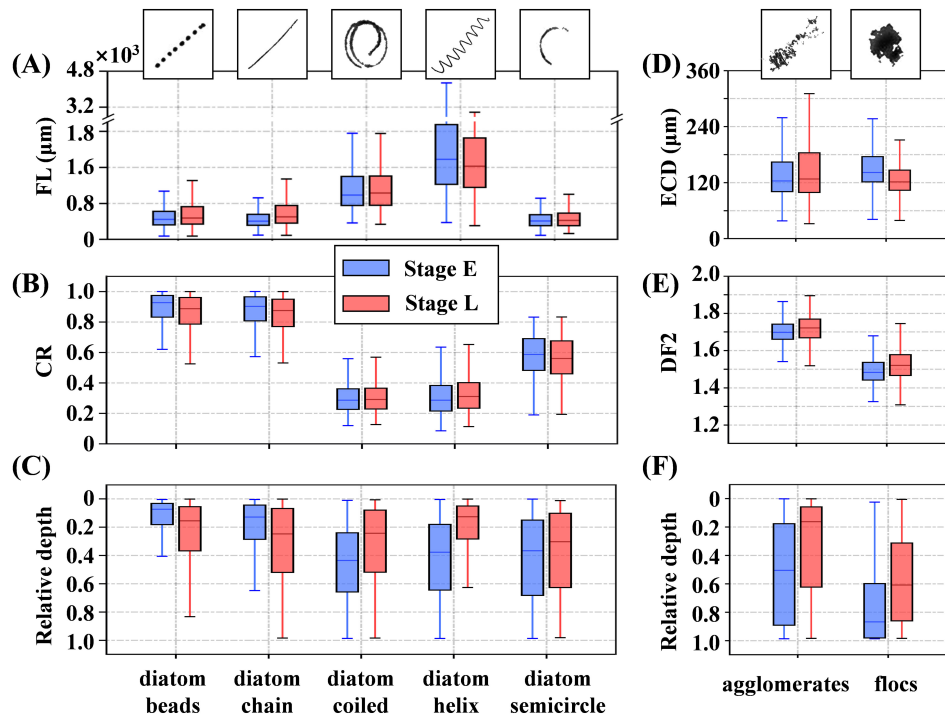 (A)
×10³
4.8
3.2
1.8
1.6
0.8
0
FL (μm)
(D)
360
240
120
0
ECD (μm)
Stage E
Stage L
(B)
1.0
0.8
0.6
0.4
0.2
0
CR
(E)
2.0
1.8
1.6
1.4
1.2
DF2
(C)
0
0.2
0.4
0.6
0.8
1.0
Relative depth
diatom
beads
diatom
chain
diatom
coiled
diatom
helix
diatom
semicircle
(F)
0
0.2
0.4
0.6
0.8
1.0
Relative depth
agglomerates
flocs